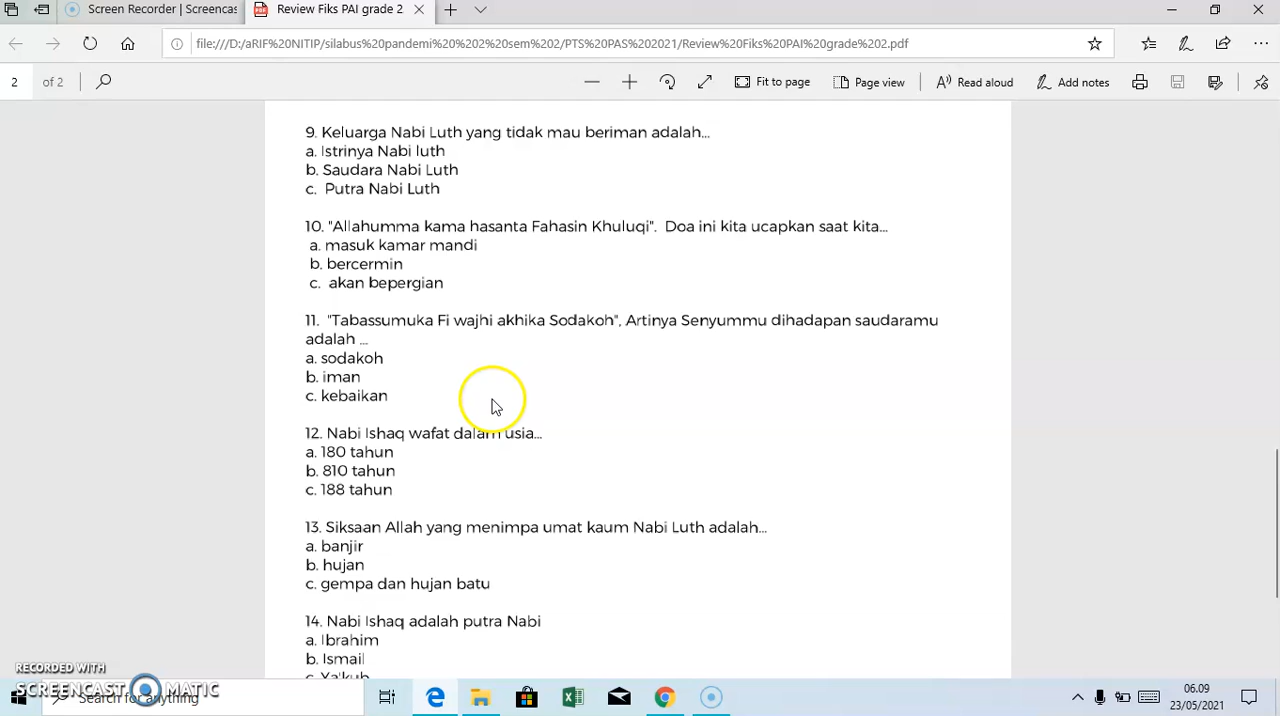 Screen Recorder | Screencas
Review Fiks PAI grade 2
file:///D:/aRIF%20NITIP/silabus%20pandemi%20%202%20sem%202/PTS%20PAS%202021/Review%20Fiks%20PAI%20grade%202.pdf
2 of 2
Fit to page
Page view
Read aloud
Add notes
9. Keluarga Nabi Luth yang tidak mau beriman adalah...
a. Istrinya Nabi luth
b. Saudara Nabi Luth
c. Putra Nabi Luth
10. "Allahumma kama hasanta Fahasin Khuluqi". Doa ini kita ucapkan saat kita...
a. masuk kamar mandi
b. bercermin
c. akan bepergian
11. "Tabassumuka Fi wajhi akhika Sodakoh", Artinya Senyummu dihadapan saudaramu
adalah ...
a. sodakoh
b. iman
c. kebaikan
12. Nabi Ishaq wafat dalam usia...
a. 180 tahun
b. 810 tahun
c. 188 tahun
13. Siksaan Allah yang menimpa umat kaum Nabi Luth adalah...
a. banjir
b. hujan
c. gempa dan hujan batu
14. Nabi Ishaq adalah putra Nabi
a. Ibrahim
b. Ismail
c. Ya'kub
RECORDED WITH
SCREENCAST MATIC
Search for anything
06.09
23/05/2021